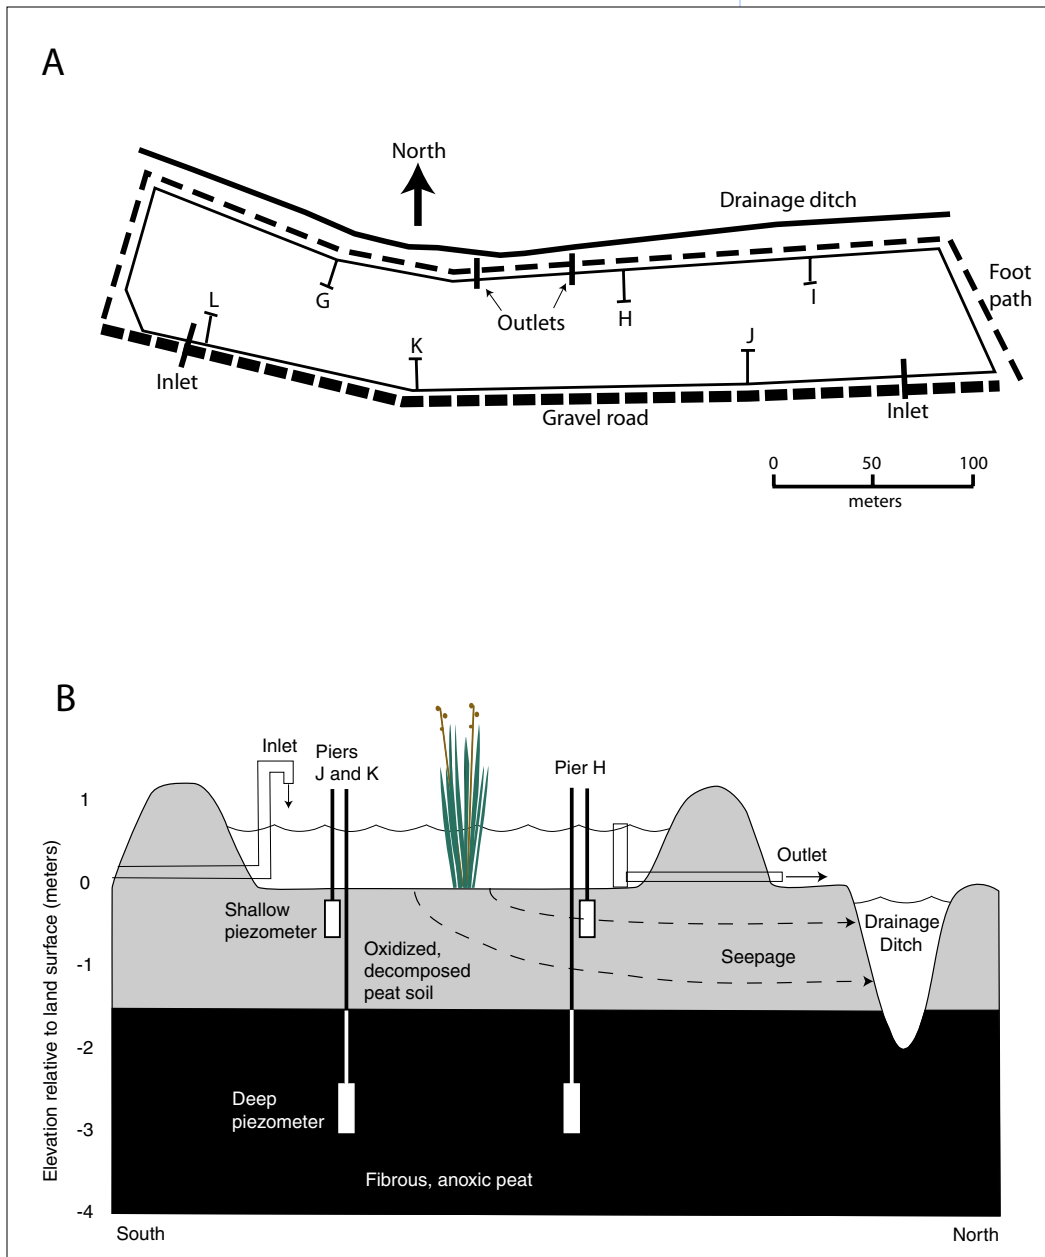 A
North
Drainage ditch
Foot
path
G
L
Outlets
H
I
K
J
Inlet
Gravel road
Inlet
0
50
100
meters
B
Inlet
Piers
J and K
Pier H
Elevation relative to land surface (meters)
1
0
-1
-2
-3
-4
Outlet
Shallow
piezometer
Oxidized,
decomposed
peat soil
Seepage
Drainage
Ditch
Deep
piezometer
Fibrous, anoxic peat
South
North